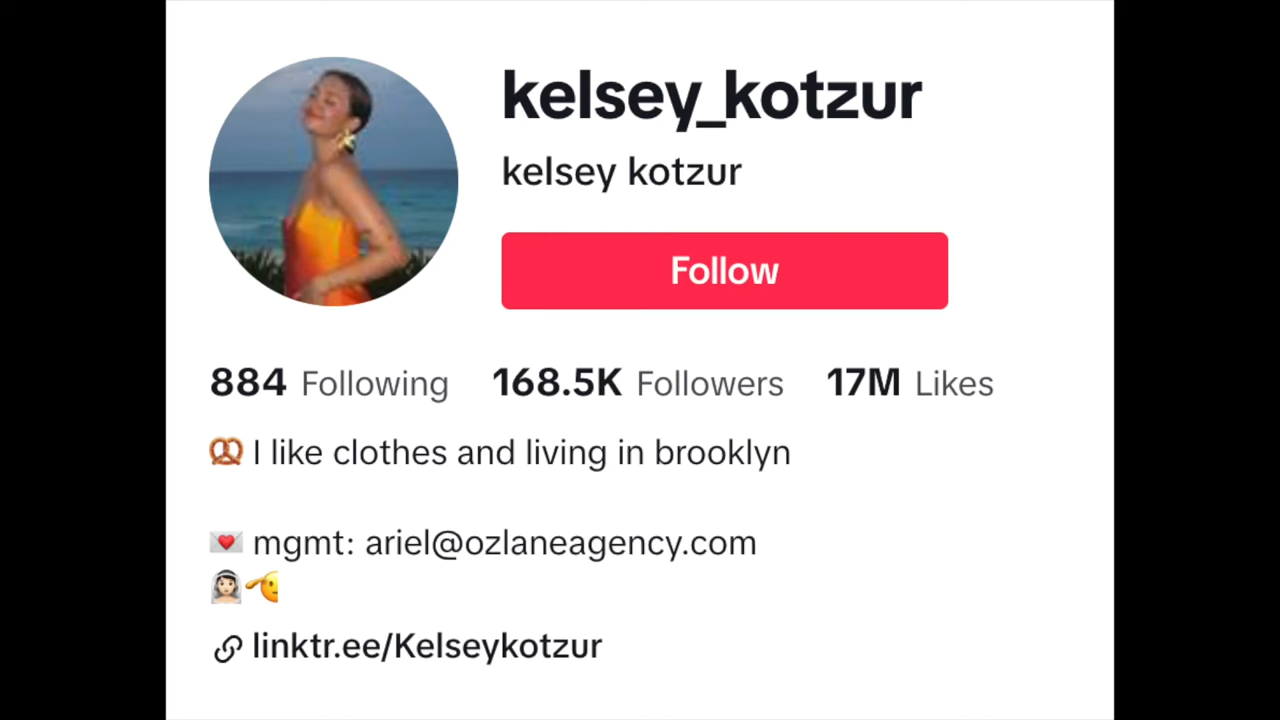 kelsey_kotzur
kelsey kotzur
Follow
884 Following 168.5K Followers 17M Likes
🥨 I like clothes and living in brooklyn
💌 mgmt: ariel@ozlaneagency.com
👰🏻‍♀️🫡
linktr.ee/Kelseykotzur